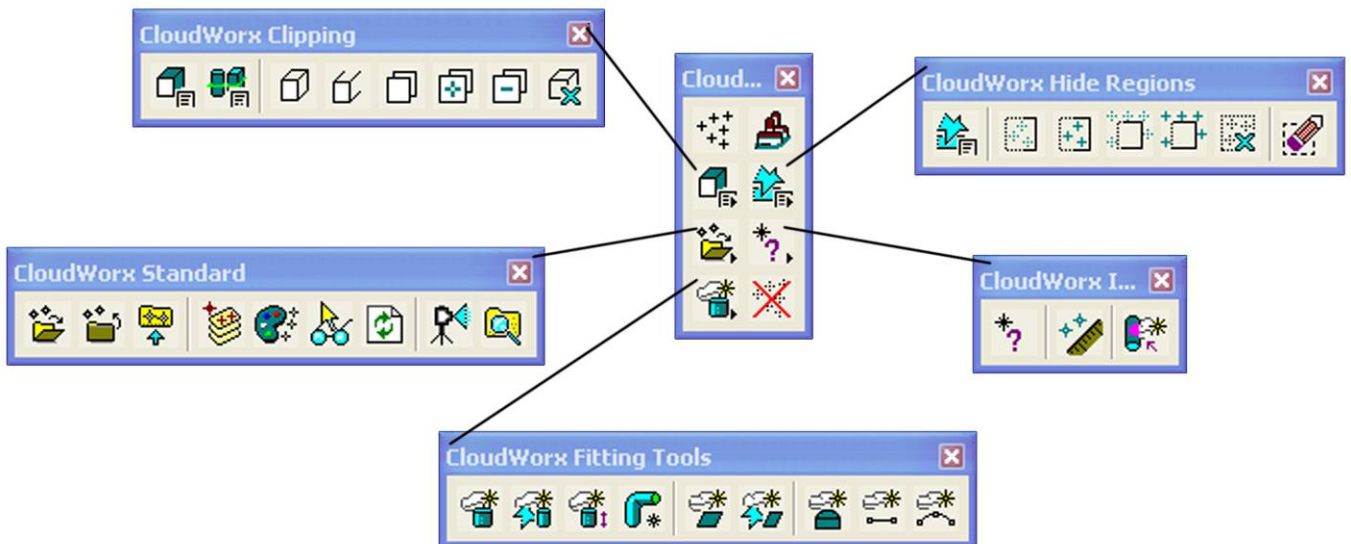 CloudWorx Clipping
Cloud...
CloudWorx Hide Regions
CloudWorx Standard
CloudWorx I...
CloudWorx Fitting Tools